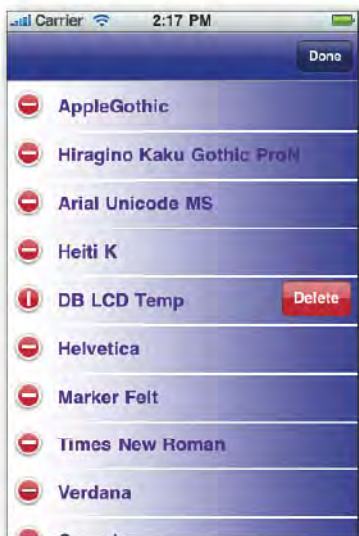 Carrier 2:17 PM
Done
AppleGothic
Hiragino Kaku Gothic ProN
Arial Unicode MS
Heiti K
DB LCD Temp
Delete
Helvetica
Marker Felt
Times New Roman
Verdana